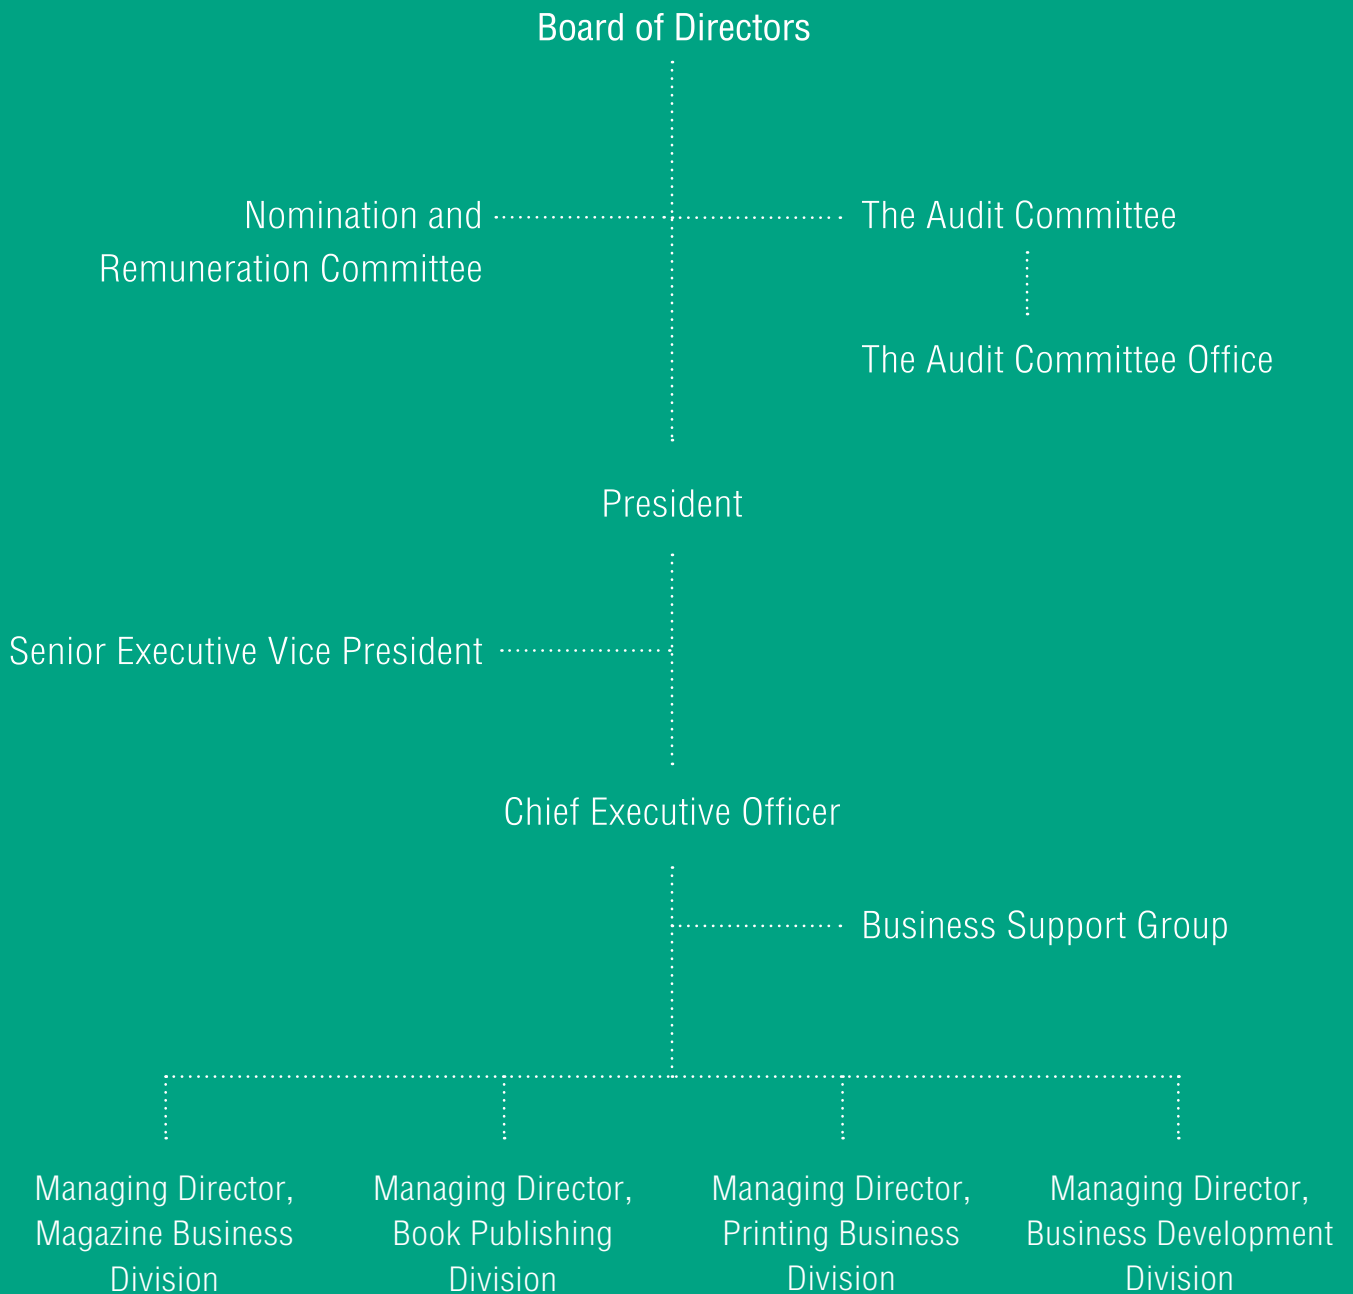 Board of Directors
Nomination and
Remuneration Committee
The Audit Committee
The Audit Committee Office
President
Senior Executive Vice President
Chief Executive Officer
Business Support Group
Managing Director,
Magazine Business
Division
Managing Director,
Book Publishing
Division
Managing Director,
Printing Business
Division
Managing Director,
Business Development
Division